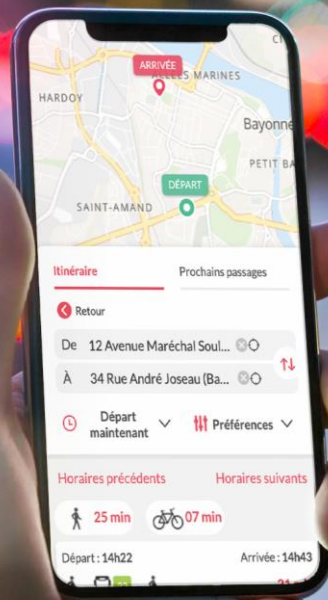 CI
ARRIVÉE
ELLES MARINES
HARDOY
Bayonne
PETIT BA
DÉPART
SAINT-AMAND
Itinéraire
Prochains passages
Retour
De 12 Avenue Maréchal Soul...
À 34 Rue André Joseau (Ba...
Départ maintenant
Préférences
Horaires précédents
Horaires suivants
25 min
07 min
Départ : 14h22
Arrivée : 14h43